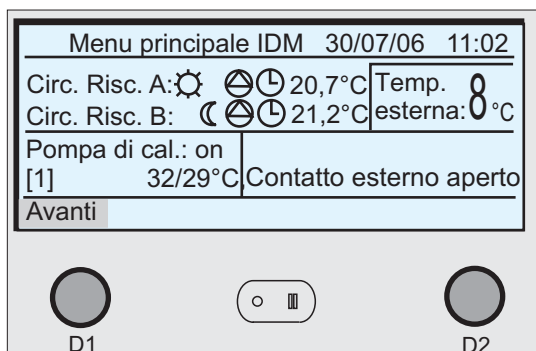 Menu principale IDM 30/07/06 11:02
Circ. Risc. A: 20,7°C Temp.
Circ. Risc. B: 21,2°C esterna: 8 °C
Pompa di cal.: on
[1] 32/29°C Contatto esterno aperto
Avanti
D1 D2